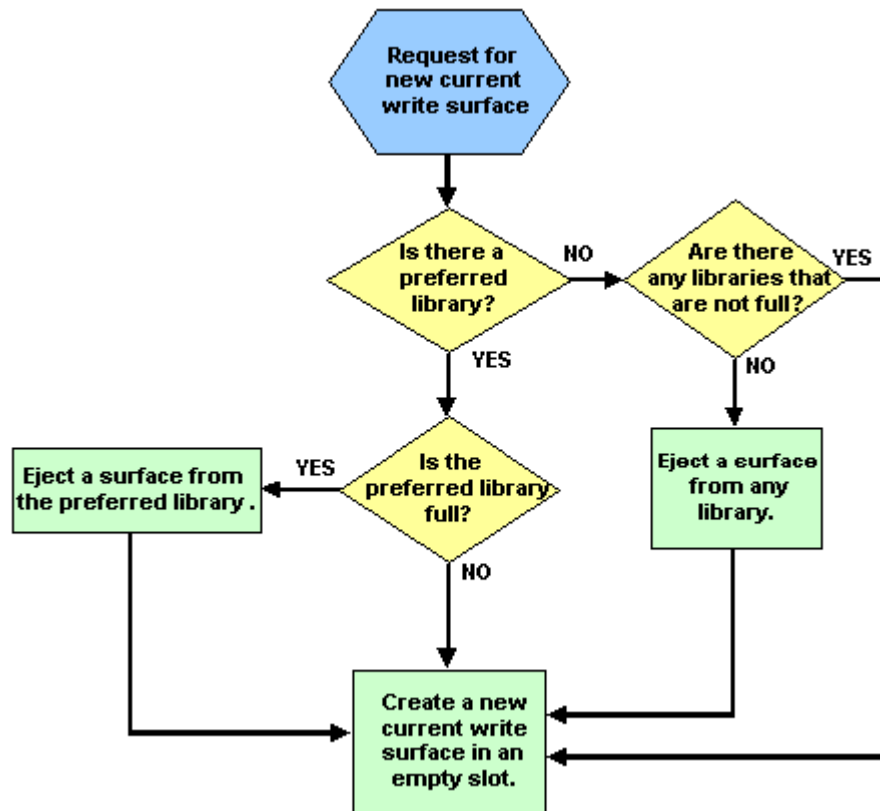 Request for
new current
write surface
Is there a
preferred
library?
NO
Are there
any libraries that
are not full?
YES
YES
NO
Is the
preferred library
full?
YES
Eject a surface from
the preferred library .
Eject a surface
from any
library.
NO
Create a new
current write
surface in an
empty slot.